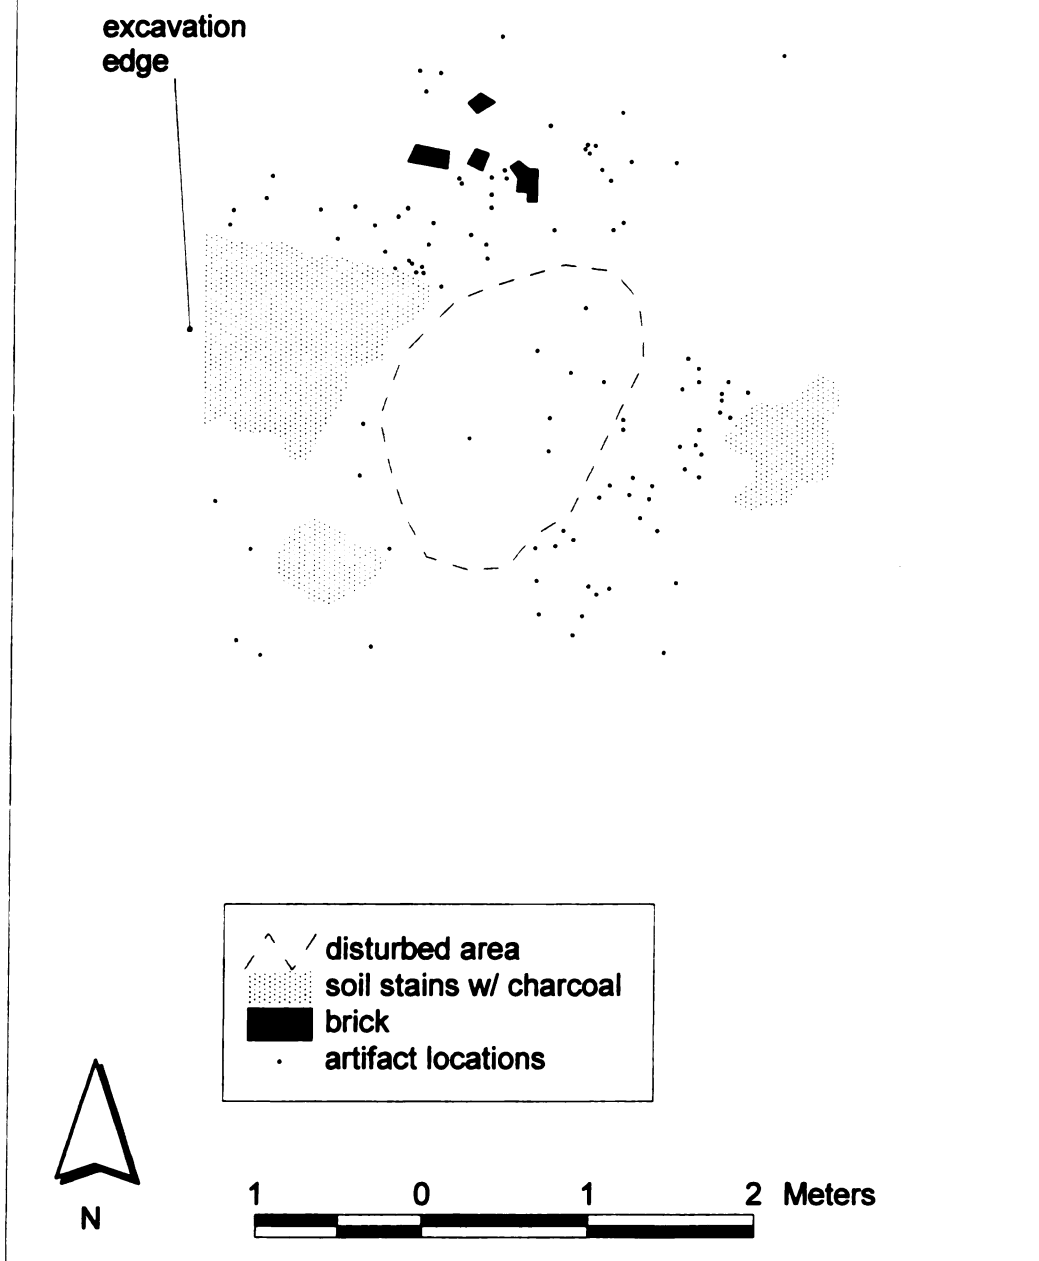 excavation
edge
disturbed area
soil stains w/ charcoal
brick
artifact locations
N
1 0 1 2 Meters